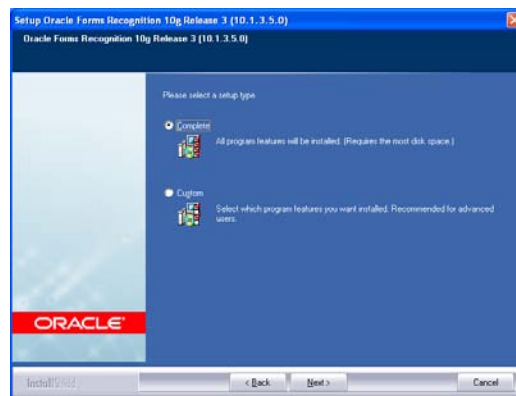 Setup Oracle Forms Recognition 10g Release 3 (10.1.3.5.0)
Oracle Forms Recognition 10g Release 3 (10.1.3.5.0)
Please select a setup type.
Complete
All program features will be installed. (Requires the most disk space.)
Custom
Select which program features you want installed. Recommended for advanced
users.
ORACLE
InstallShield
< Back
Next >
Cancel